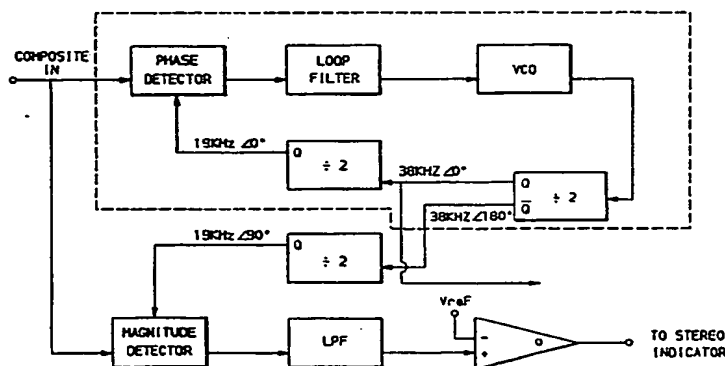 COMPOSITE
IN
PHASE
DETECTOR
LOOP
FILTER
VCO
19KHZ ∠0°
Q
÷ 2
38KHZ ∠0°
Q
Q̅
÷ 2
38KHZ ∠180°
19KHZ ∠90°
Q
÷ 2
MAGNITUDE
DETECTOR
LPF
VreF
-
+
O
TO STEREO
INDICATOR